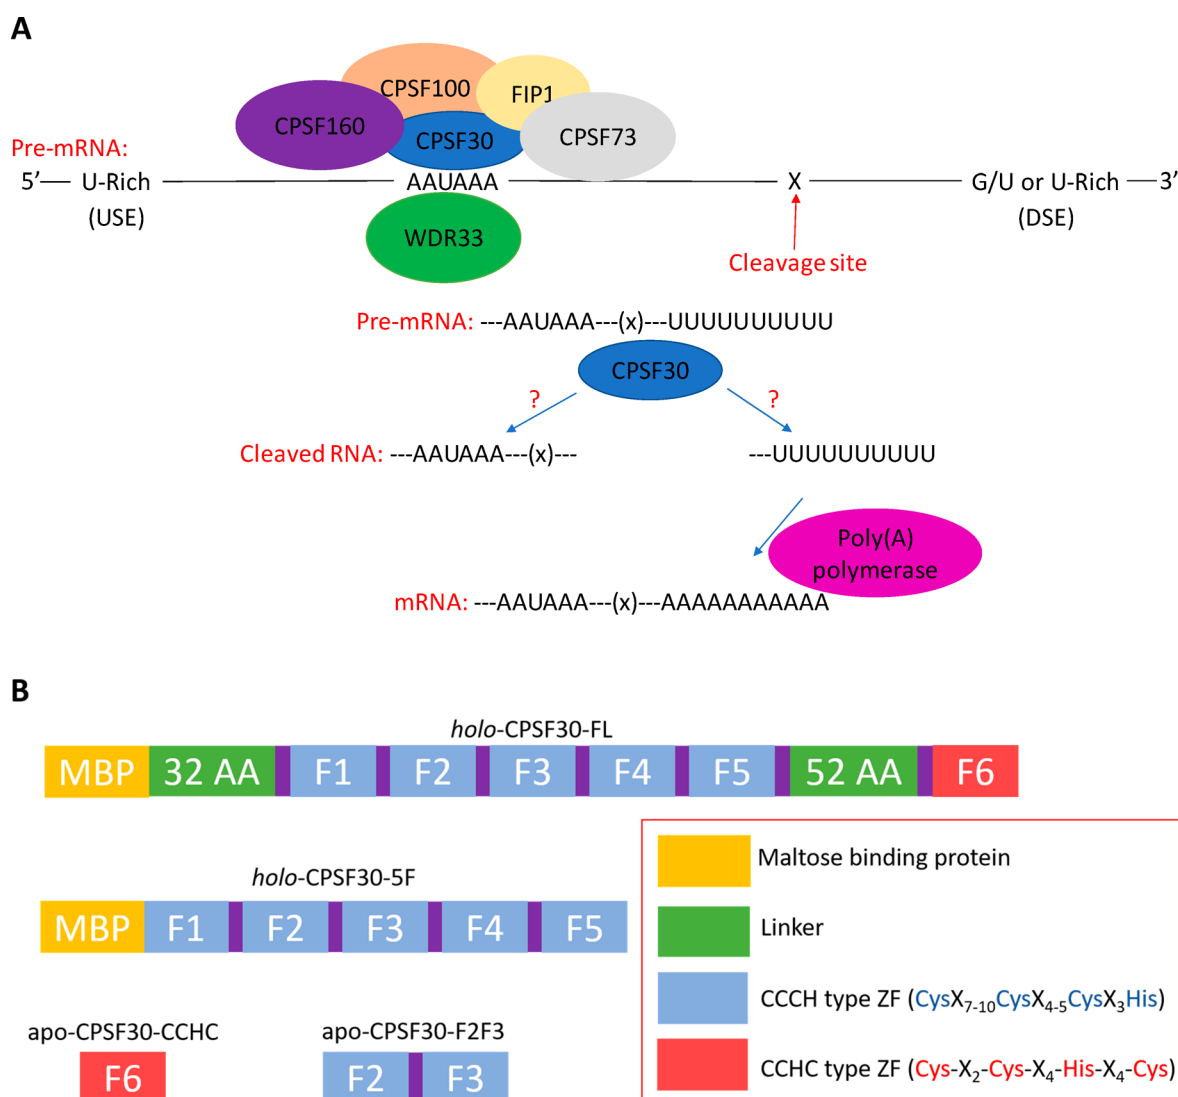 A
CPSF100
FIP1
CPSF160
CPSF30
CPSF73
Pre-mRNA:
5’ U-Rich AAUAAA X G/U or U-Rich 3’
(USE) (DSE)
WDR33
Cleavage site
Pre-mRNA: ---AAUAAA---(x)---UUUUUUUUUU
CPSF30
? ?
Cleaved RNA: ---AAUAAA---(x)--- ---UUUUUUUUUU
Poly(A)
polymerase
mRNA: ---AAUAAA---(x)---AAAAAAAAAAA
B
holo-CPSF30-FL
MBP 32 AA F1 F2 F3 F4 F5 52 AA F6
holo-CPSF30-5F
MBP F1 F2 F3 F4 F5
apo-CPSF30-CCHC apo-CPSF30-F2F3
F6 F2 F3
Maltose binding protein
Linker
CCCH type ZF (CysX7-10CysX4-5CysX3His)
CCHC type ZF (Cys-X2-Cys-X4-His-X4-Cys)